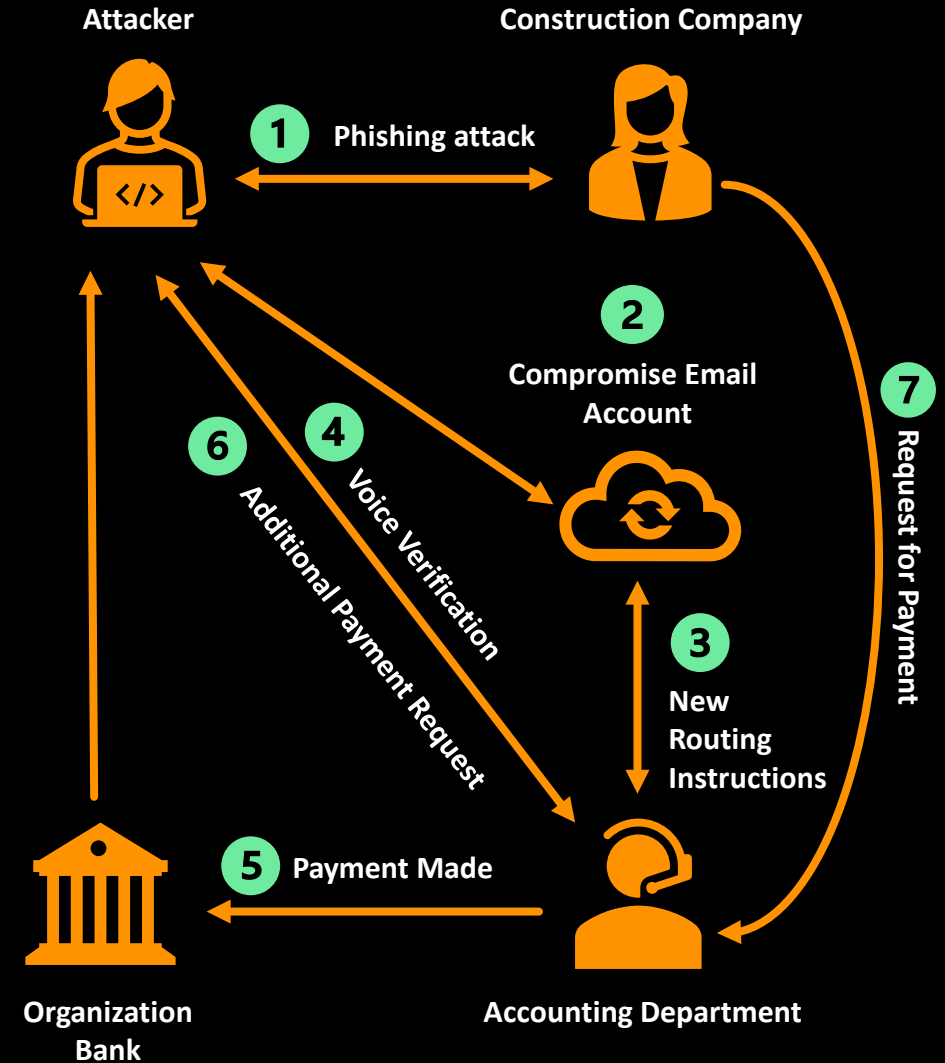 Attacker
Construction Company
1
Phishing attack
</>
2
Compromise Email
Account
7
Request for Payment
6
Additional Payment Request
4
Voice Verification
3
New
Routing
Instructions
5
Payment Made
Organization
Bank
Accounting Department